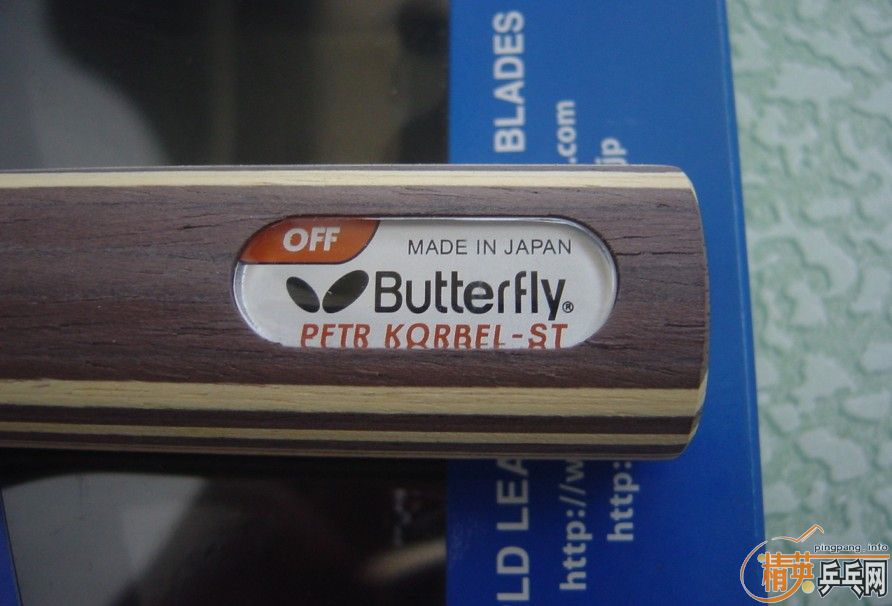 OFF
MADE IN JAPAN
Butterfly®
PETR KORBEL-ST
BLADES
.com
jp
LD LEA
http://w
http:
pingpang.info
精英乒乓网